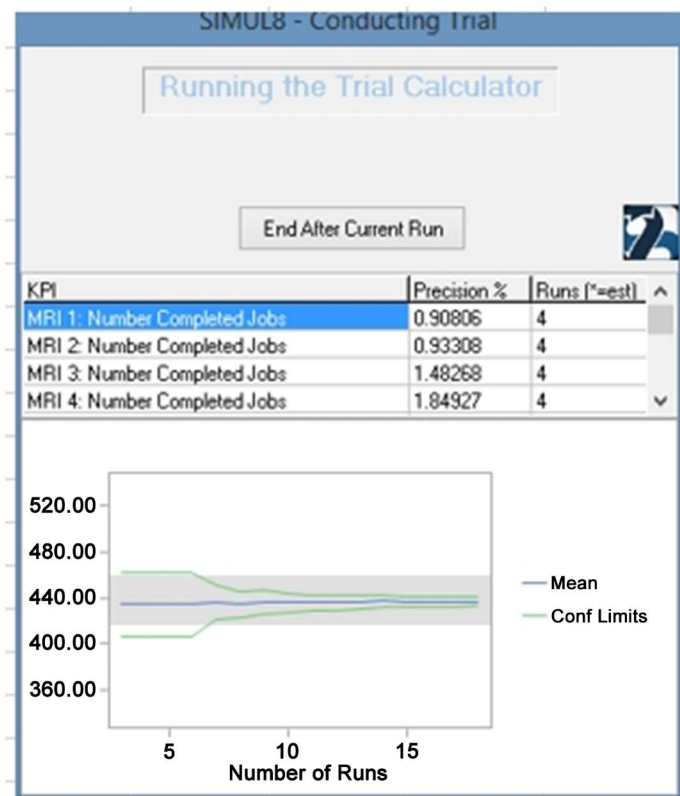 SIMUL8 - Conducting Trial
Running the Trial Calculator
End After Current Run
KPI Precision % Runs (*=est)
MRI 1: Number Completed Jobs 0.90806 4
MRI 2: Number Completed Jobs 0.93308 4
MRI 3: Number Completed Jobs 1.48268 4
MRI 4: Number Completed Jobs 1.84927 4
520.00
480.00
440.00
400.00
360.00
Mean
Conf Limits
5 10 15
Number of Runs